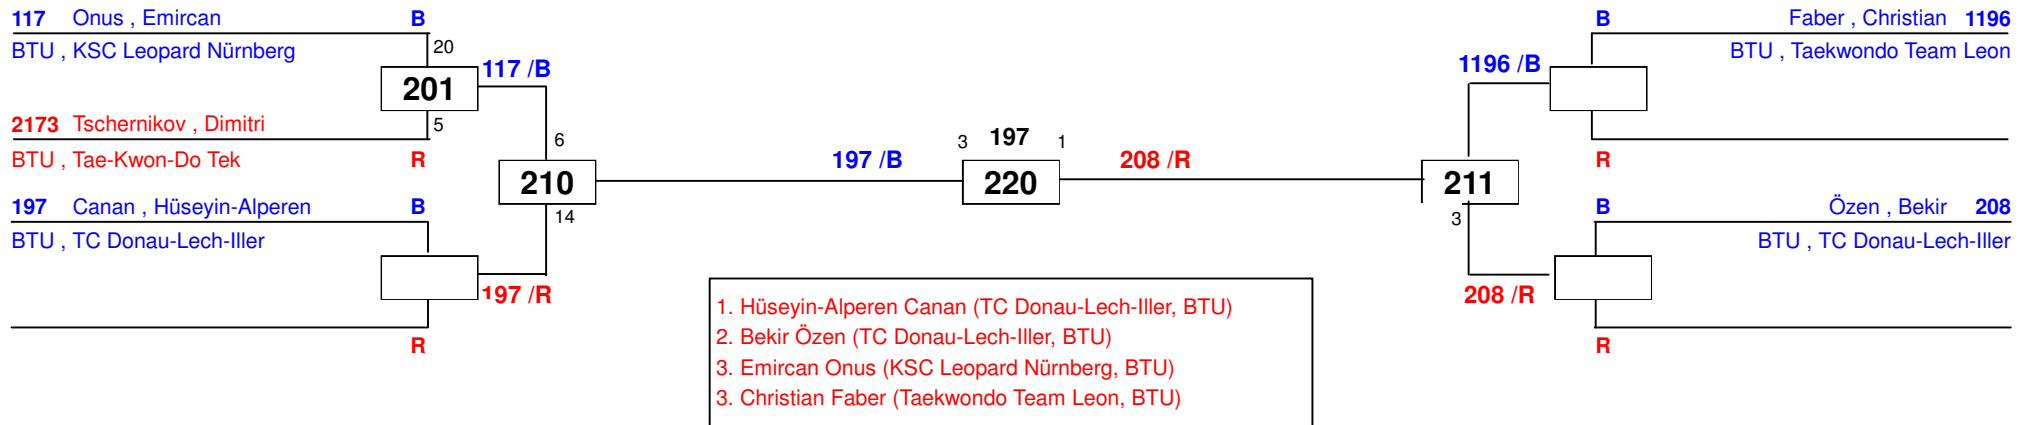 117 Onus , Emircan B
BTU , KSC Leopard Nürnberg
20
201
117 /B
5
2173 Tschernikov , Dimitri
BTU , Tae-Kwon-Do Tek R
6
210
14
197 Canan , Hüseyin-Alperen B
BTU , TC Donau-Lech-Iller
197 /R
R
197 /B
3 197 1
220
208 /R
B Faber , Christian 1196
BTU , Taekwondo Team Leon
1196 /B
R
211
3
B Özen , Bekir 208
BTU , TC Donau-Lech-Iller
208 /R
R
1. Hüseyin-Alperen Canan (TC Donau-Lech-Iller, BTU)
2. Bekir Özen (TC Donau-Lech-Iller, BTU)
3. Emircan Onus (KSC Leopard Nürnberg, BTU)
3. Christian Faber (Taekwondo Team Leon, BTU)